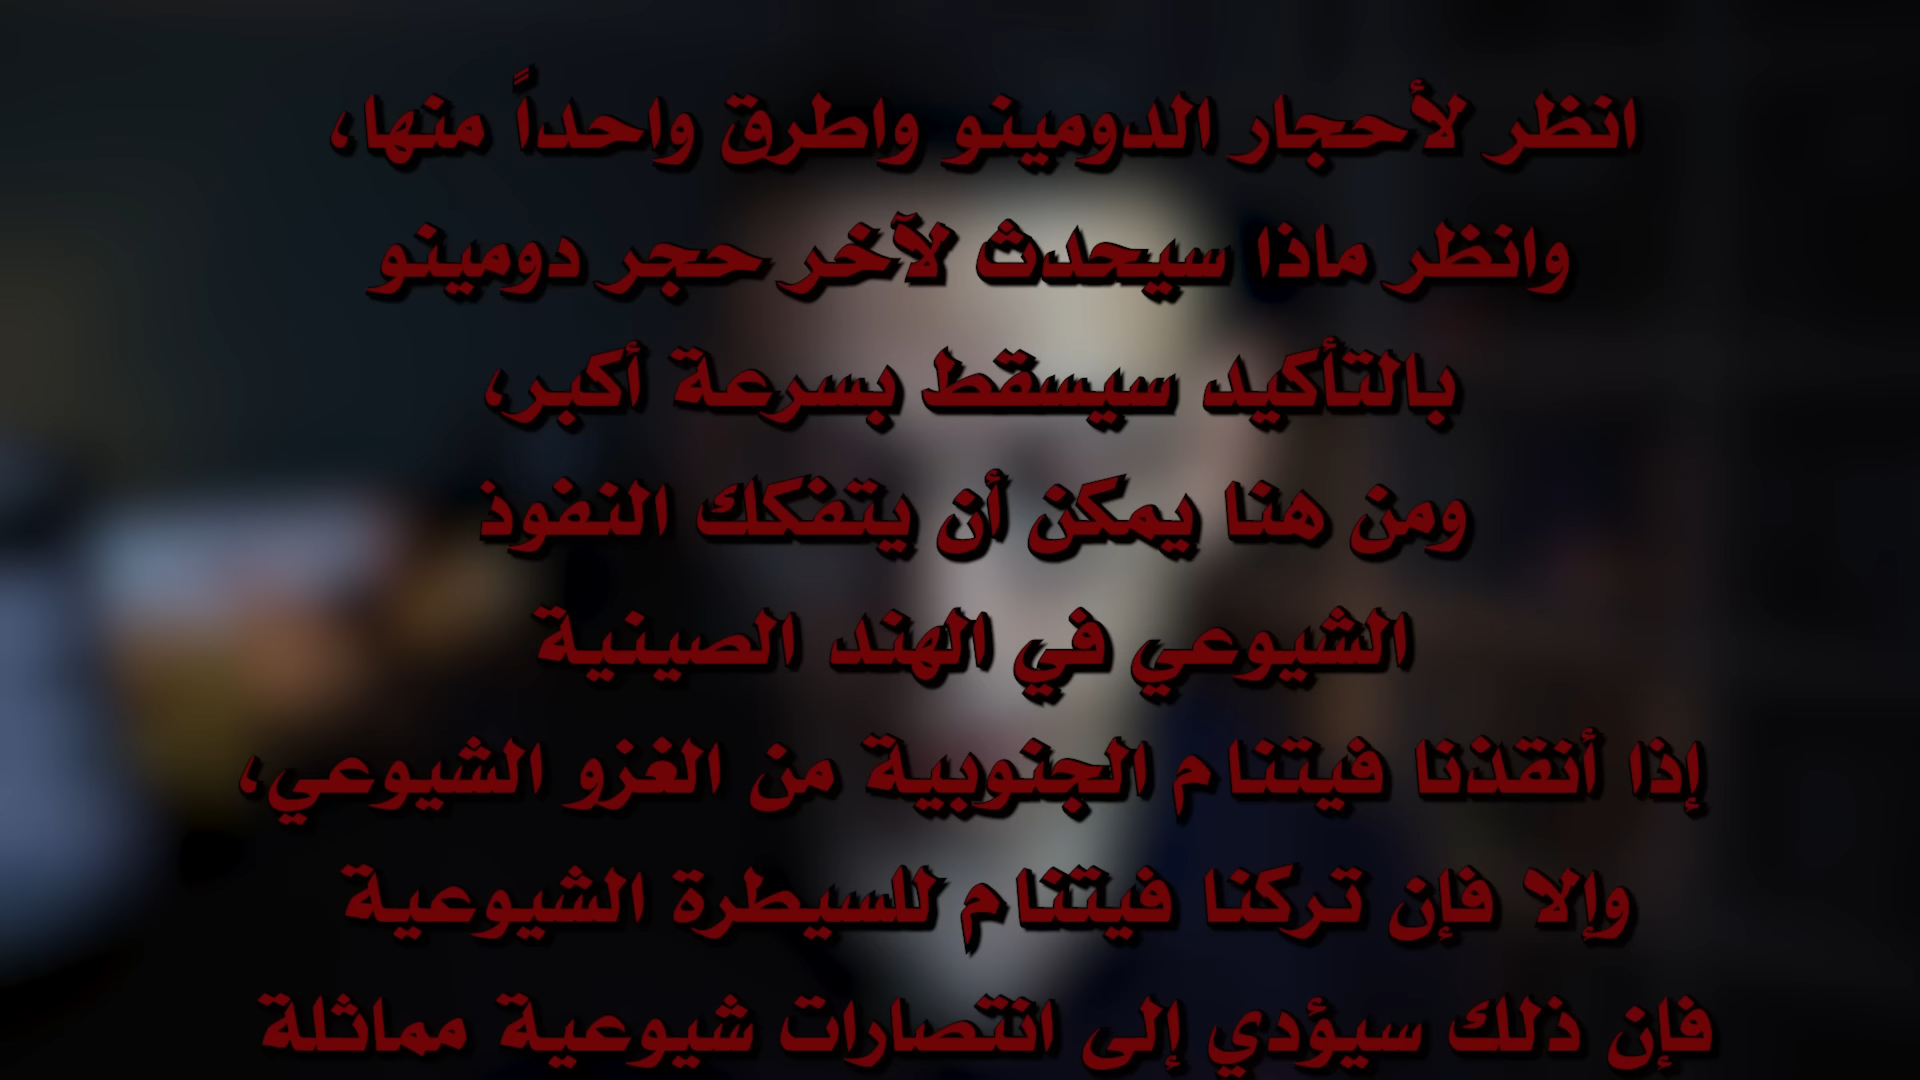 انظر لأحجار الدومينو واطرق واحداً منها،
وانظر ماذا سيحدث لآخر حجر دومينو
بالتأكيد سيسقط بسرعة أكبر،
ومن هنا يمكن أن يتفكك النفوذ
الشيوعي في الهند الصينية
إذا أنقذنا فيتنام الجنوبية من الغزو الشيوعي،
وإلا فإن تركنا فيتنام للسيطرة الشيوعية
فإن ذلك سيؤدي إلى انتصارات شيوعية مماثلة